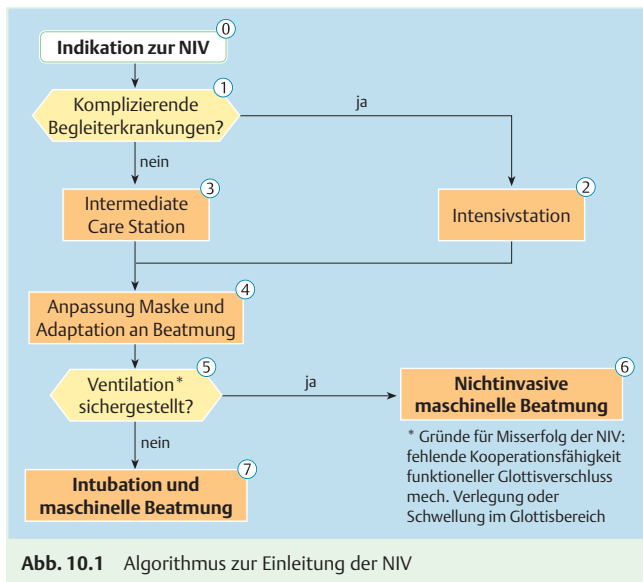 0
Indikation zur NIV
1
Komplizierende
Begleiterkrankungen?
ja
nein
3
Intermediate
Care Station
2
Intensivstation
4
Anpassung Maske und
Adaptation an Beatmung
5
Ventilation*
sichergestellt?
ja
6
Nichtinvasive
maschinelle Beatmung
* Gründe für Misserfolg der NIV:
fehlende Kooperationsfähigkeit
funktioneller Glottisverschluss
mech. Verlegung oder
Schwellung im Glottisbereich
nein
7
Intubation und
maschinelle Beatmung
Abb. 10.1 Algorithmus zur Einleitung der NIV